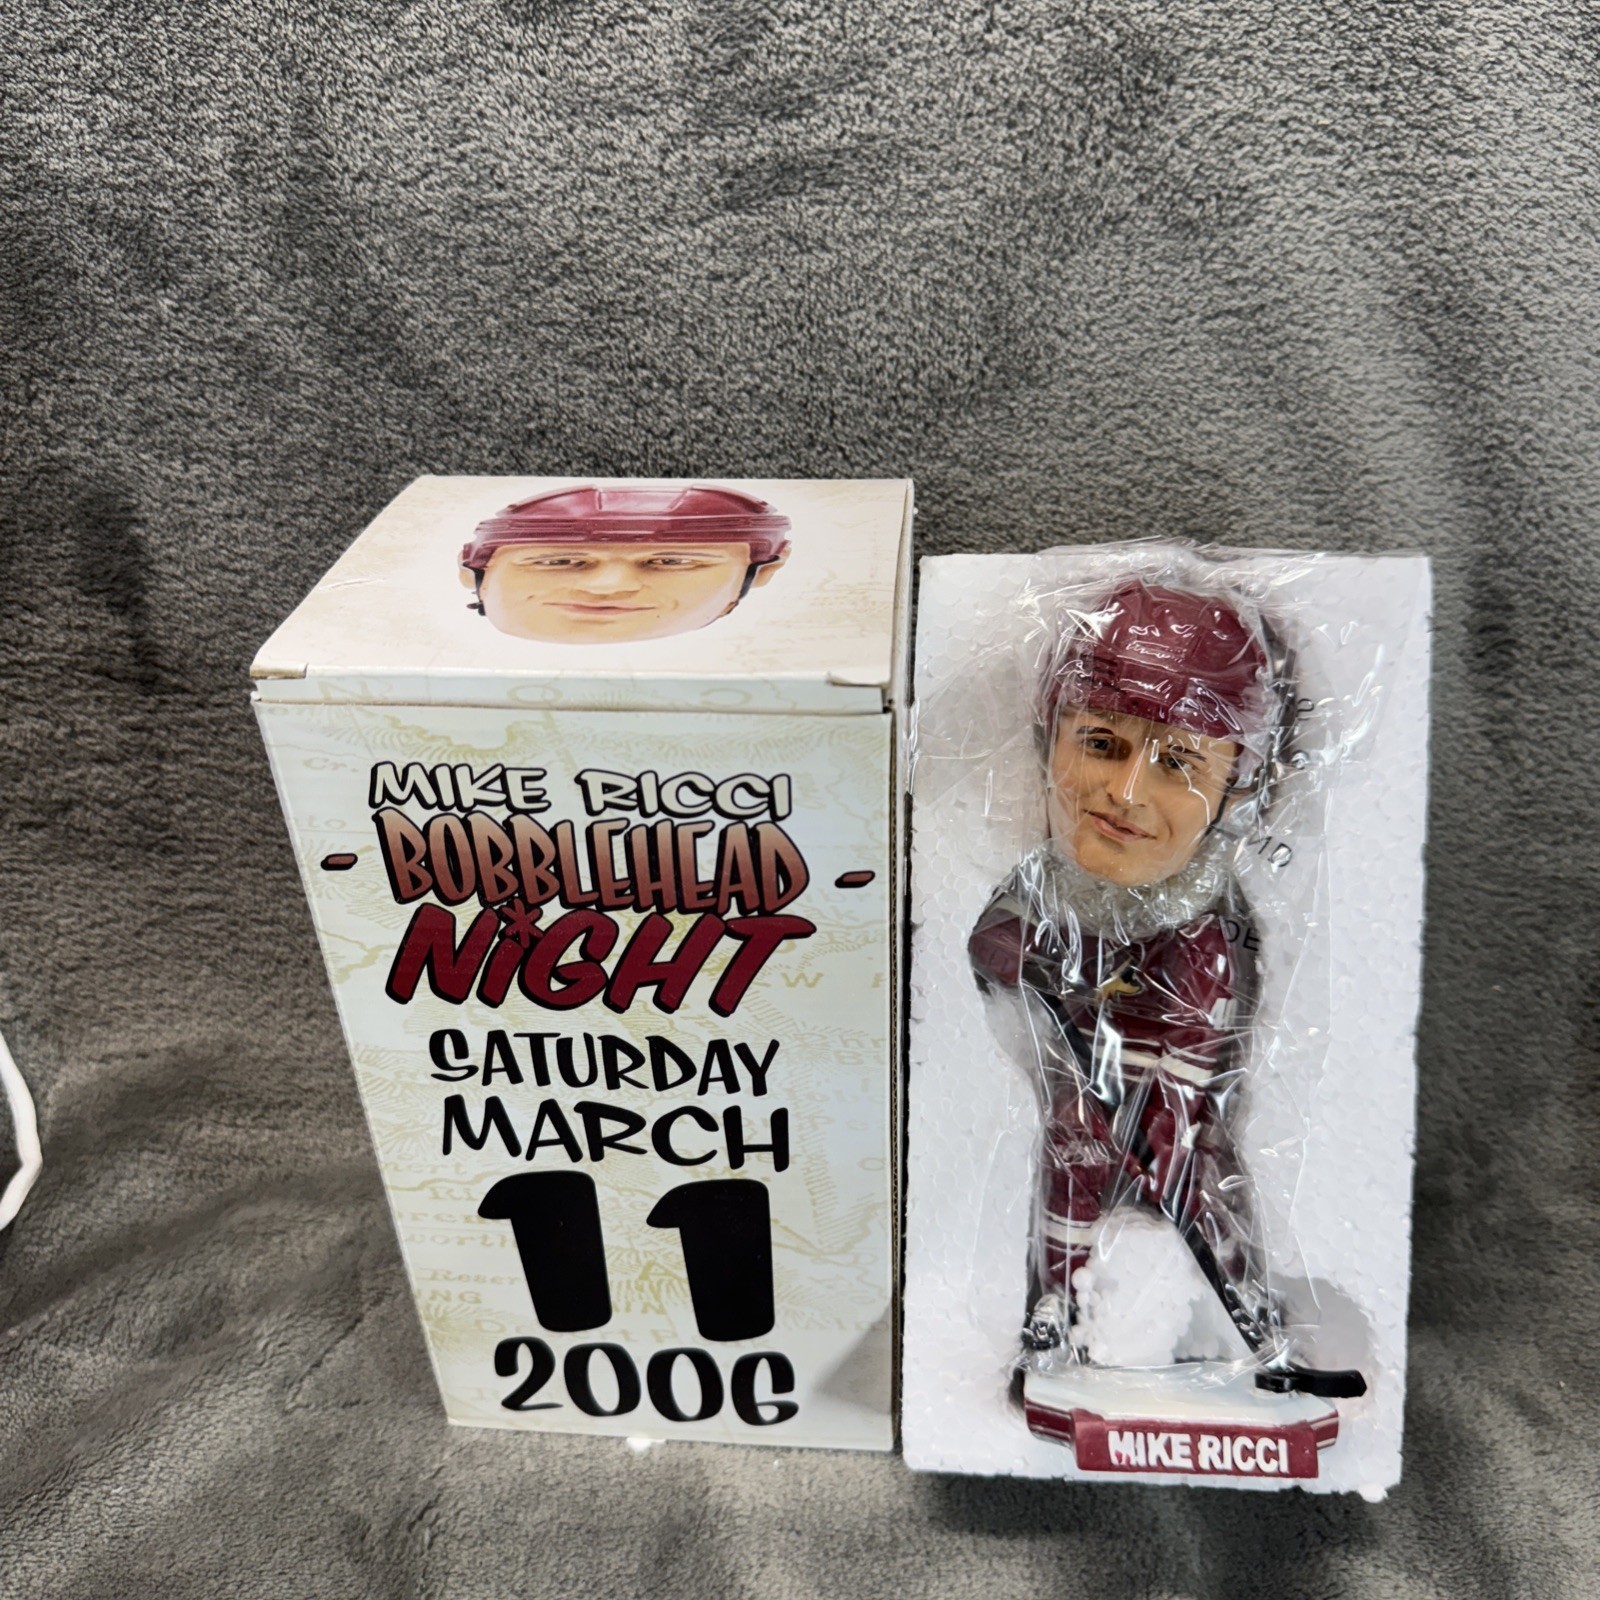 MIKE RICCI
- BOBBLEHEAD -
NIGHT
SATURDAY
MARCH
11
2006
MIKE RICCI